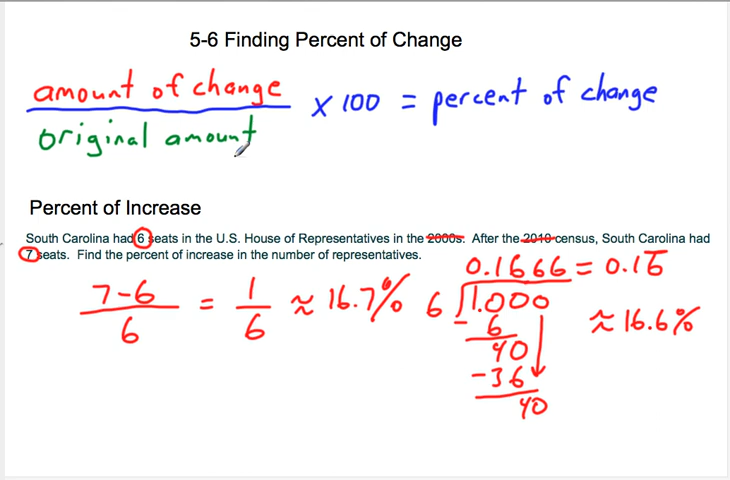 5-6 Finding Percent of Change
amount of change
original amount
× 100 = percent of change
Percent of Increase
South Carolina had 6 seats in the U.S. House of Representatives in the 2000s. After the 2010 census, South Carolina had
7 seats. Find the percent of increase in the number of representatives.
7-6
6
=
1
6
≈ 16.7%
0.1666 = 0.16
6 1.000
- 6
40
-36
40
≈ 16.6%